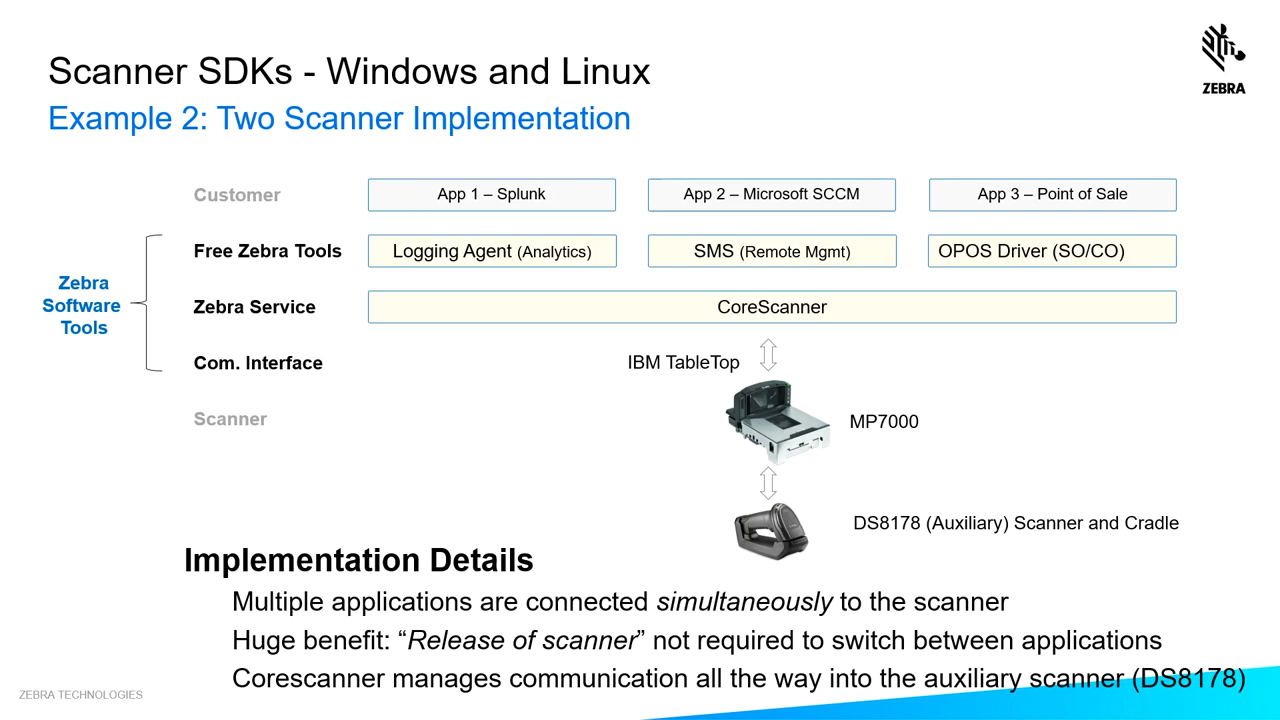 ZEBRA
Scanner SDKs - Windows and Linux
Example 2: Two Scanner Implementation
Customer
App 1 – Splunk
App 2 – Microsoft SCCM
App 3 – Point of Sale
Free Zebra Tools
Logging Agent (Analytics)
SMS (Remote Mgmt)
OPOS Driver (SO/CO)
Zebra
Software
Tools
Zebra Service
CoreScanner
Com. Interface
IBM TableTop
Scanner
MP7000
DS8178 (Auxiliary) Scanner and Cradle
Implementation Details
Multiple applications are connected simultaneously to the scanner
Huge benefit: “Release of scanner” not required to switch between applications
Corescanner manages communication all the way into the auxiliary scanner (DS8178)
ZEBRA TECHNOLOGIES